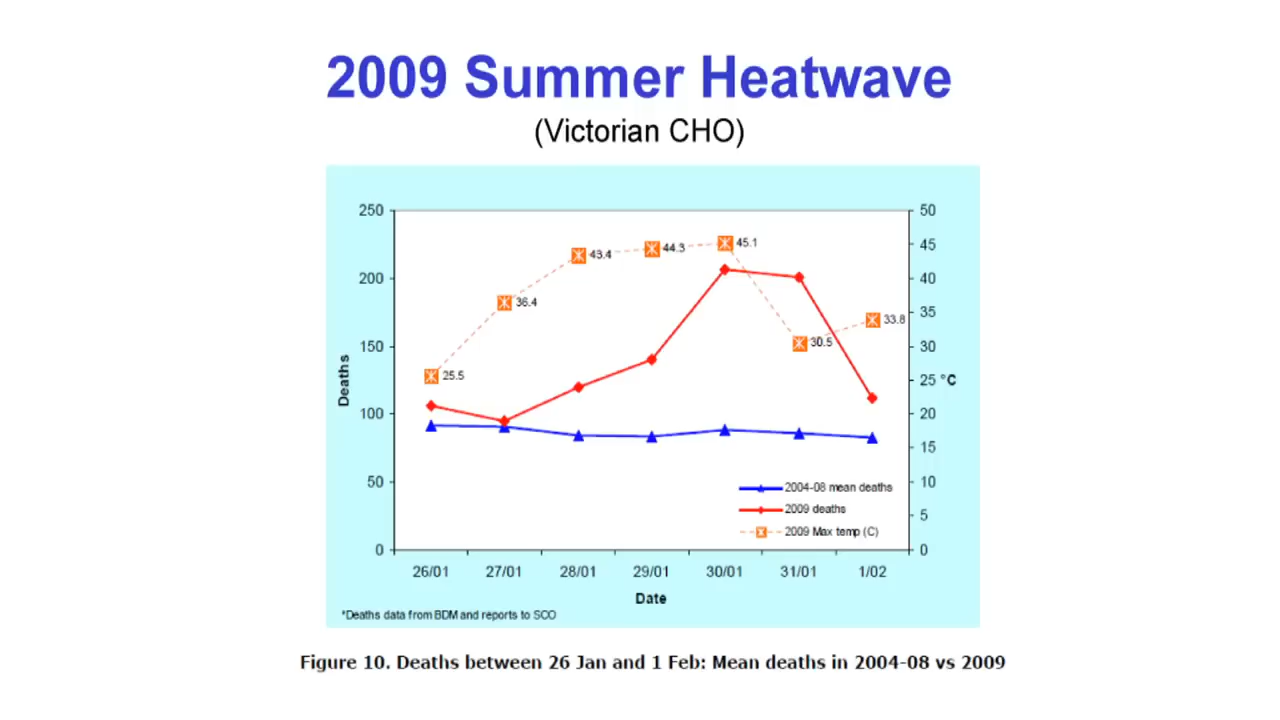 2009 Summer Heatwave
(Victorian CHO)
250
200
150
100
50
0
Deaths
50
45
40
35
30
25 °C
20
15
10
5
0
25.5
36.4
43.4
44.3
45.1
30.5
33.8
2004-08 mean deaths
2009 deaths
2009 Max temp (C)
26/01 27/01 28/01 29/01 30/01 31/01 1/02
Date
*Deaths data from BDM and reports to SCO
Figure 10. Deaths between 26 Jan and 1 Feb: Mean deaths in 2004-08 vs 2009